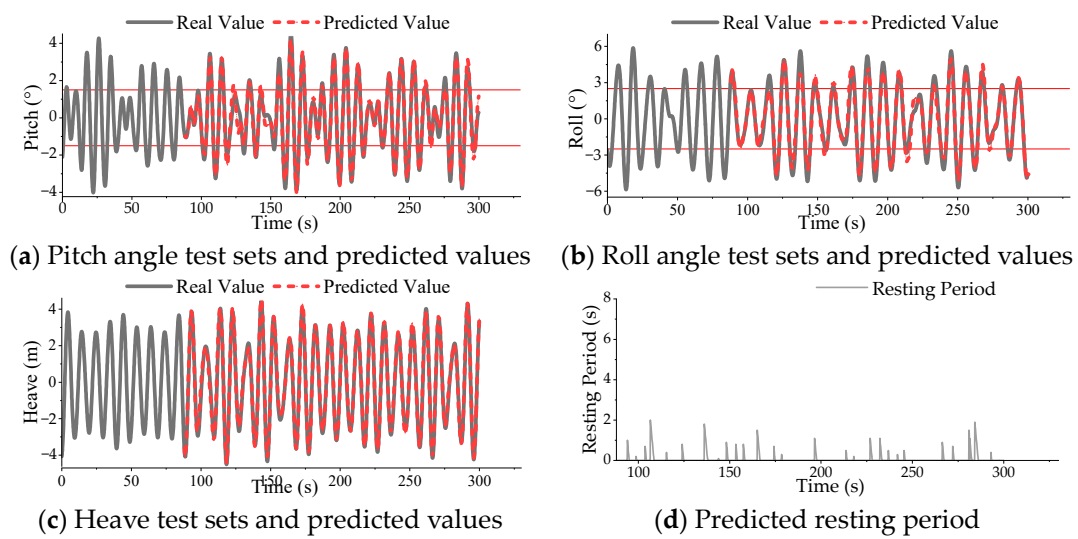 Real Value Predicted Value
4
2
0
-2
-4
Pitch (°)
0 50 100 150 200 250 300
Time (s)
(a) Pitch angle test sets and predicted values
Real Value Predicted Value
6
3
0
-3
-6
Roll (°)
0 50 100 150 200 250 300
Time (s)
(b) Roll angle test sets and predicted values
Real Value Predicted Value
4
2
0
-2
-4
Heave (m)
0 50 100 150 200 250 300
Time (s)
(c) Heave test sets and predicted values
Resting Period
8
6
4
2
0
Resting Period (s)
100 150 200 250 300
Time (s)
(d) Predicted resting period